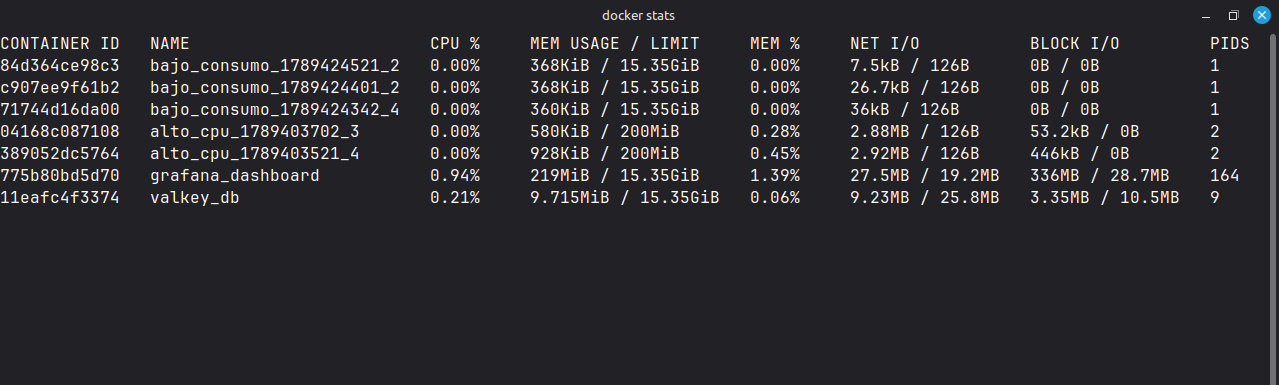 docker stats
CONTAINER ID   NAME                        CPU %     MEM USAGE / LIMIT     MEM %     NET I/O           BLOCK I/O         PIDS
84d364ce98c3   bajo_consumo_1789424521_2   0.00%     368KiB / 15.35GiB     0.00%     7.5kB / 126B      0B / 0B           1
c907ee9f61b2   bajo_consumo_1789424401_2   0.00%     368KiB / 15.35GiB     0.00%     26.7kB / 126B     0B / 0B           1
71744d16da00   bajo_consumo_1789424342_4   0.00%     360KiB / 15.35GiB     0.00%     36kB / 126B       0B / 0B           1
04168c087108   alto_cpu_1789403702_3       0.00%     580KiB / 200MiB       0.28%     2.88MB / 126B     53.2kB / 0B       2
389052dc5764   alto_cpu_1789403521_4       0.00%     928KiB / 200MiB       0.45%     2.92MB / 126B     446kB / 0B        2
775b80bd5d70   grafana_dashboard           0.94%     219MiB / 15.35GiB     1.39%     27.5MB / 19.2MB   336MB / 28.7MB    164
11eafc4f3374   valkey_db                   0.21%     9.715MiB / 15.35GiB   0.06%     9.23MB / 25.8MB   3.35MB / 10.5MB   9